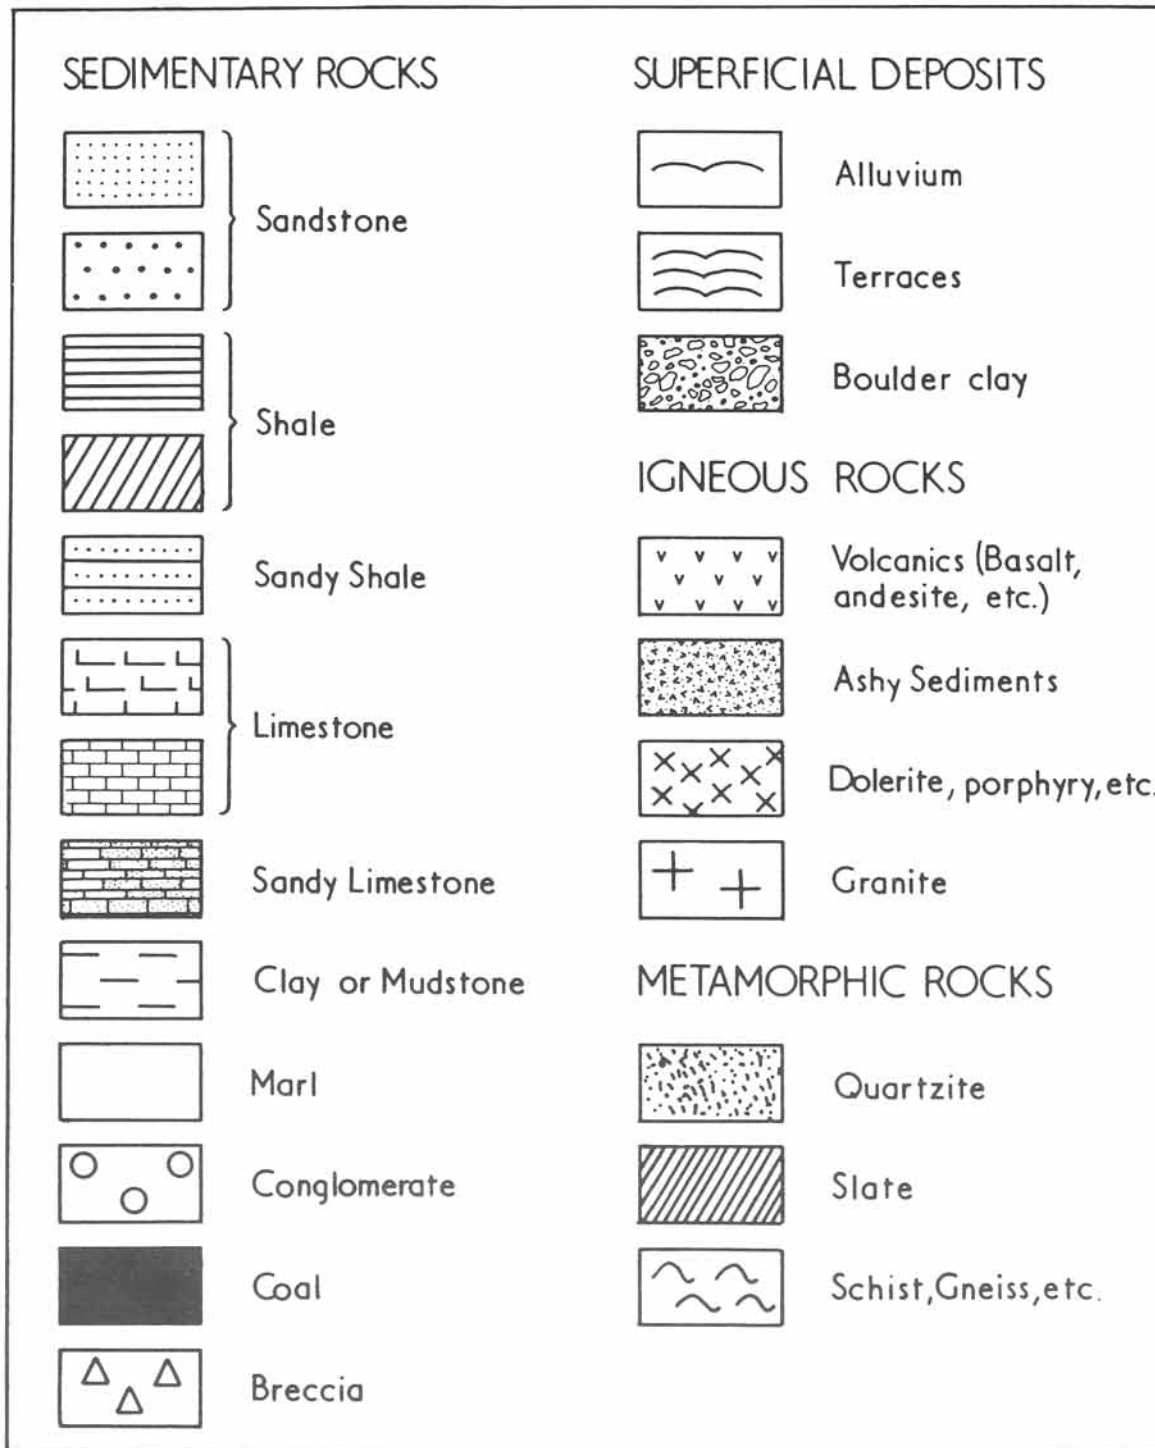 SEDIMENTARY ROCKS
Sandstone
Shale
Sandy Shale
Limestone
Sandy Limestone
Clay or Mudstone
Marl
Conglomerate
Coal
Breccia
SUPERFICIAL DEPOSITS
Alluvium
Terraces
Boulder clay
IGNEOUS ROCKS
Volcanics (Basalt,
andesite, etc.)
Ashy Sediments
Dolerite, porphyry, etc.
Granite
METAMORPHIC ROCKS
Quartzite
Slate
Schist, Gneiss, etc.